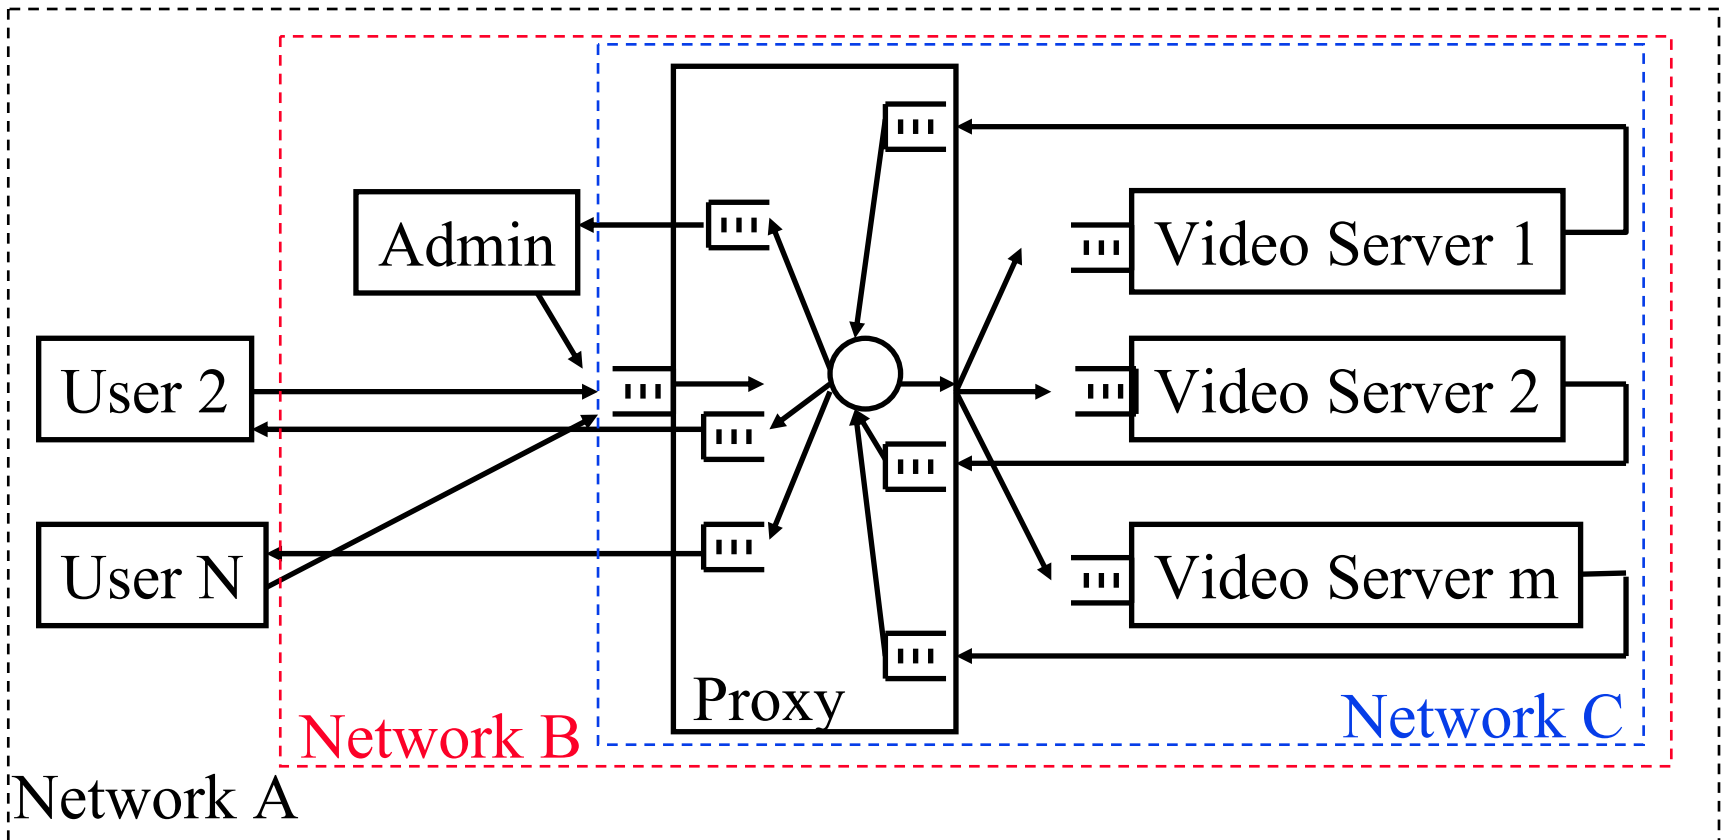 Admin
Video Server 1
User 2
Video Server 2
User N
Video Server m
Proxy
Network B
Network C
Network A